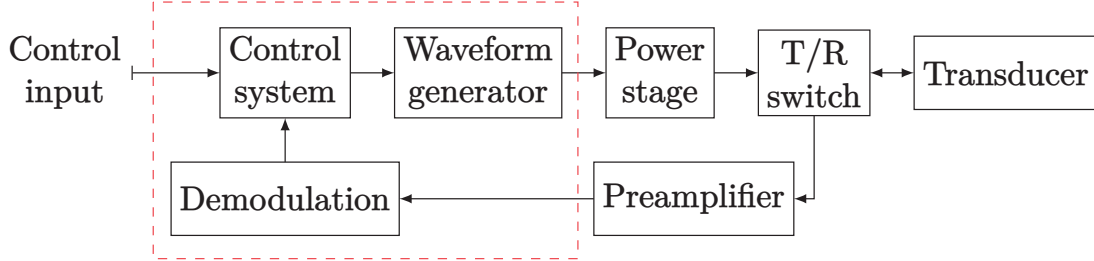 Control
input
Control
system
Waveform
generator
Power
stage
T/R
switch
Transducer
Demodulation
Preamplifier